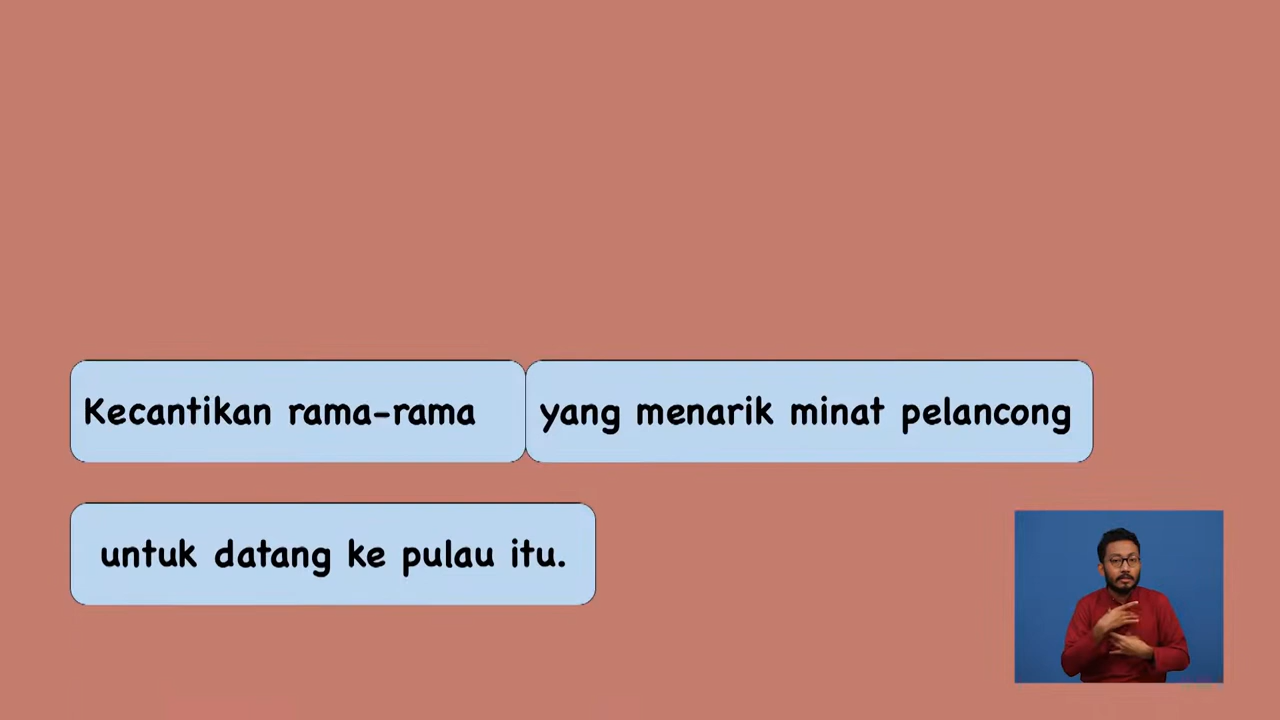 Kecantikan rama-rama yang menarik minat pelancong
untuk datang ke pulau itu.